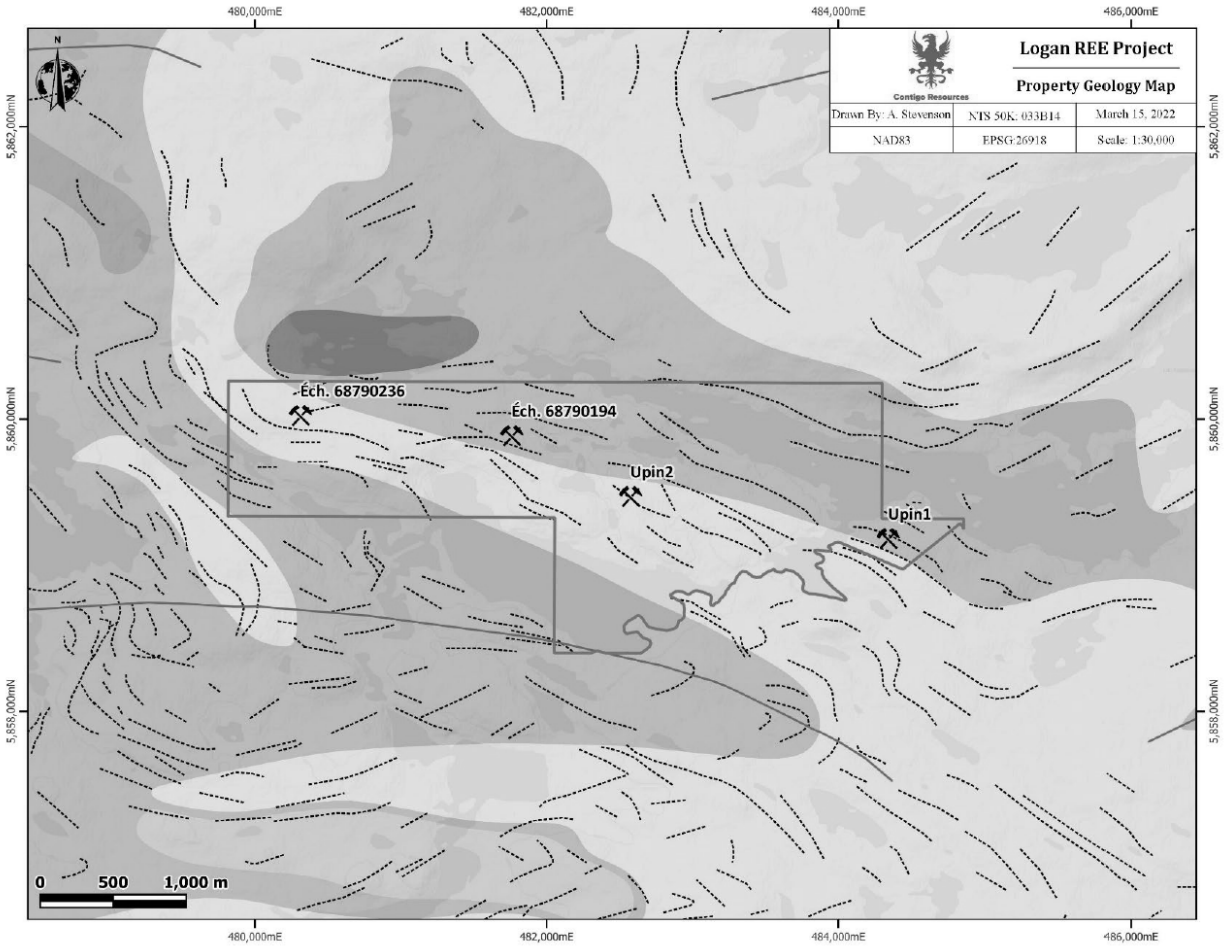 480,000mE 482,000mE 484,000mE 486,000mE
N
Logan REE Project
Property Geology Map
Contigo Resources
Drawn By: A. Stevenson NTS 50K: 033B14 March 15, 2022
NAD83 EPSG:26918 Scale: 1:30,000
5,862,000mN 5,862,000mN
Éch. 68790236
Éch. 68790194
5,860,000mN 5,860,000mN
Upin2
Upin1
5,858,000mN 5,858,000mN
0 500 1,000 m
480,000mE 482,000mE 484,000mE 486,000mE